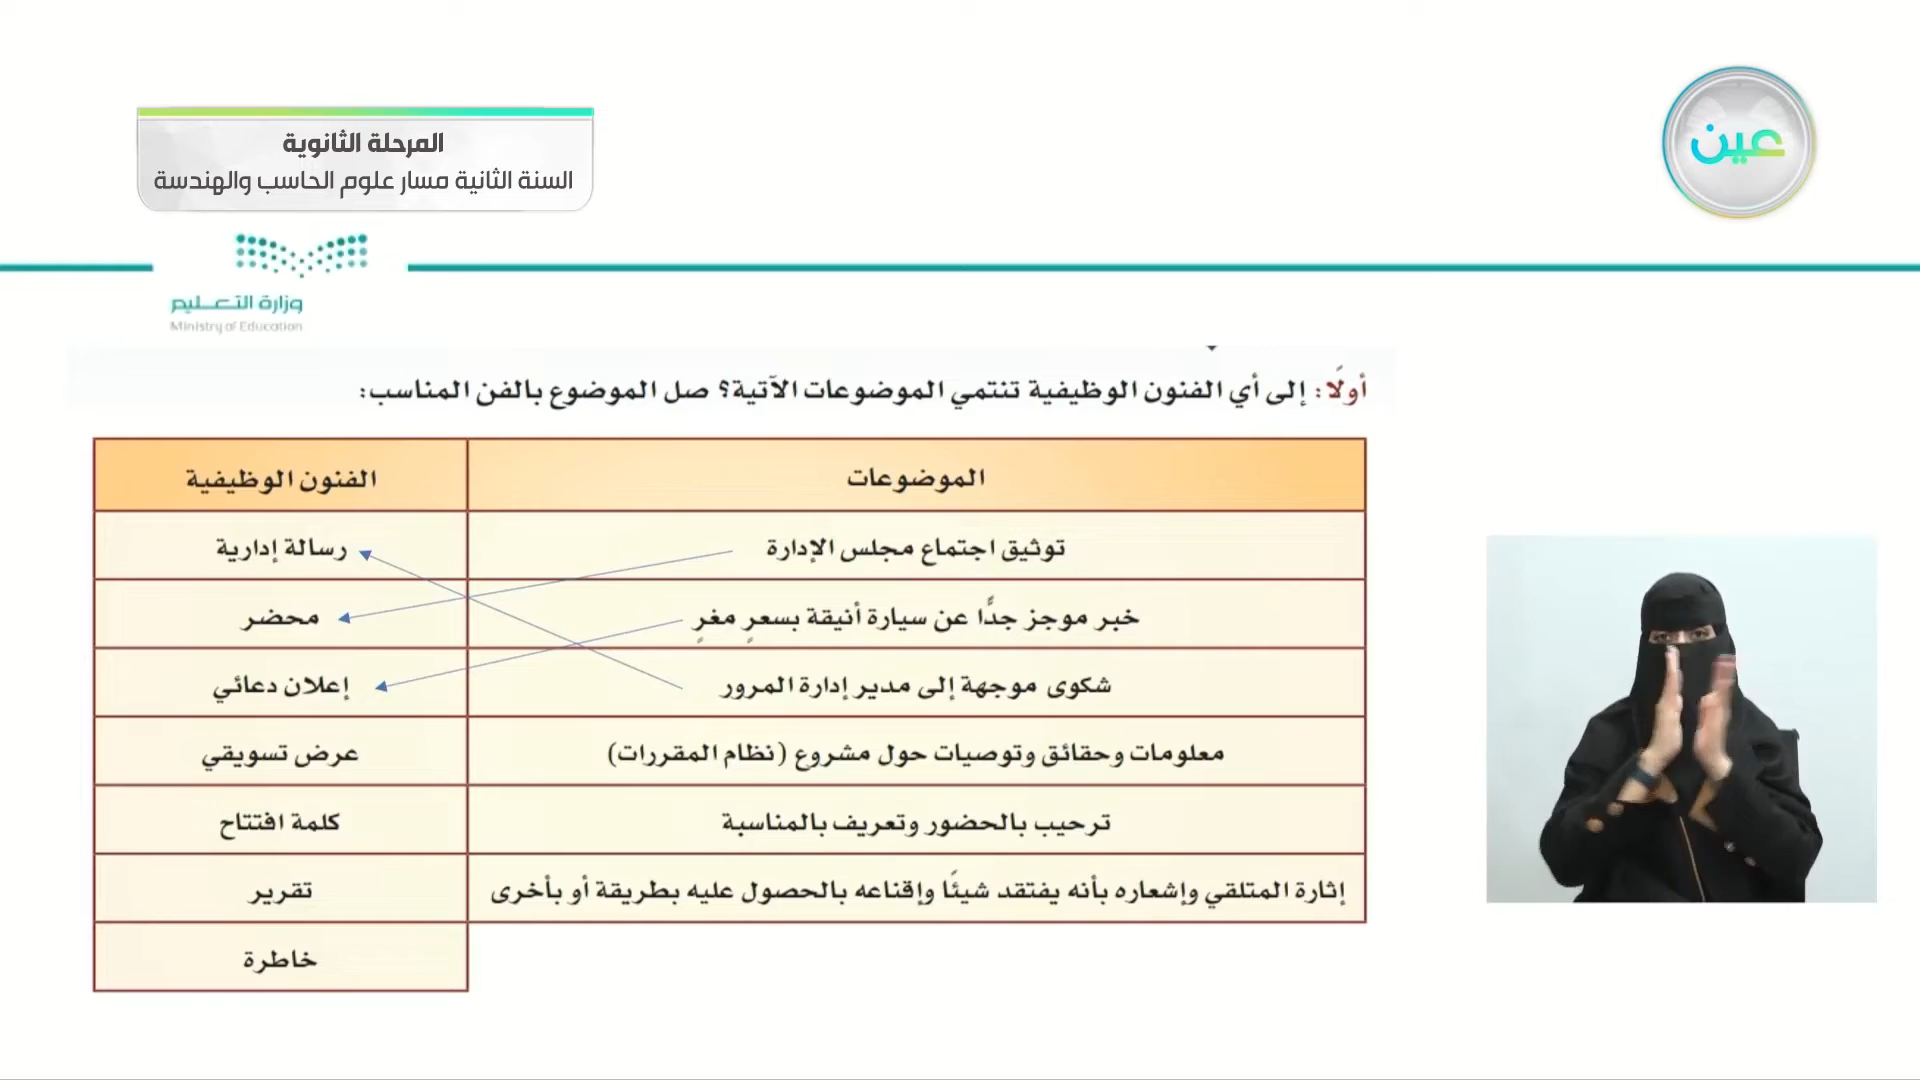 المرحلة الثانوية
السنة الثانية مسار علوم الحاسب والهندسة
عين
وزارة التعليم
Ministry of Education
أولًا: إلى أي الفنون الوظيفية تنتمي الموضوعات الآتية؟ صل الموضوع بالفن المناسب:
الموضوعات الفنون الوظيفية
توثيق اجتماع مجلس الإدارة رسالة إدارية
خبر موجز جدًّا عن سيارة أنيقة بسعرٍ مغرٍ محضر
شكوى موجهة إلى مدير إدارة المرور إعلان دعائي
معلومات وحقائق وتوصيات حول مشروع (نظام المقررات) عرض تسويقي
ترحيب بالحضور وتعريف بالمناسبة كلمة افتتاح
إثارة المتلقي وإشعاره بأنه يفتقد شيئًا وإقناعه بالحصول عليه بطريقة أو بأخرى تقرير
خاطرة